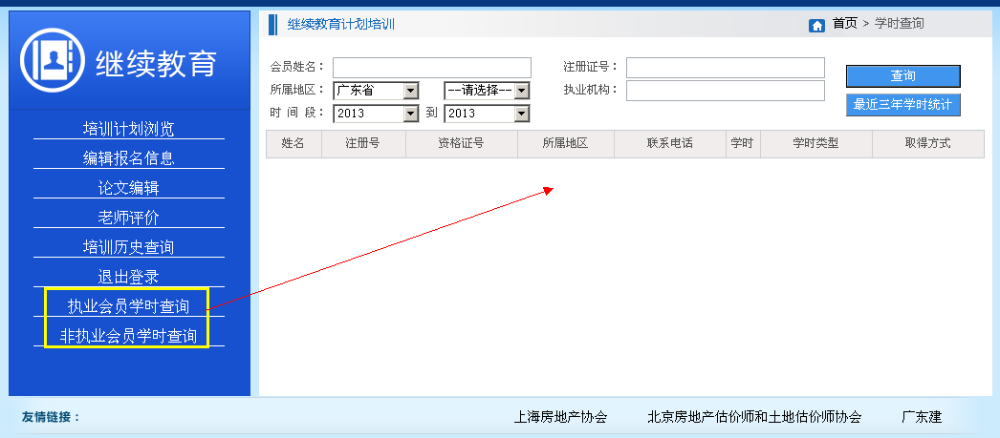 继续教育
培训计划浏览
编辑报名信息
论文编辑
老师评价
培训历史查询
退出登录
执业会员学时查询
非执业会员学时查询
继续教育计划培训
首页 > 学时查询
会员姓名： 注册证号： 查询
所属地区： 广东省 --请选择-- 执业机构： 最近三年学时统计
时 间 段： 2013 到 2013
姓名 注册号 资格证号 所属地区 联系电话 学时 学时类型 取得方式
友情链接： 上海房地产协会 北京房地产估价师和土地估价师协会 广东建